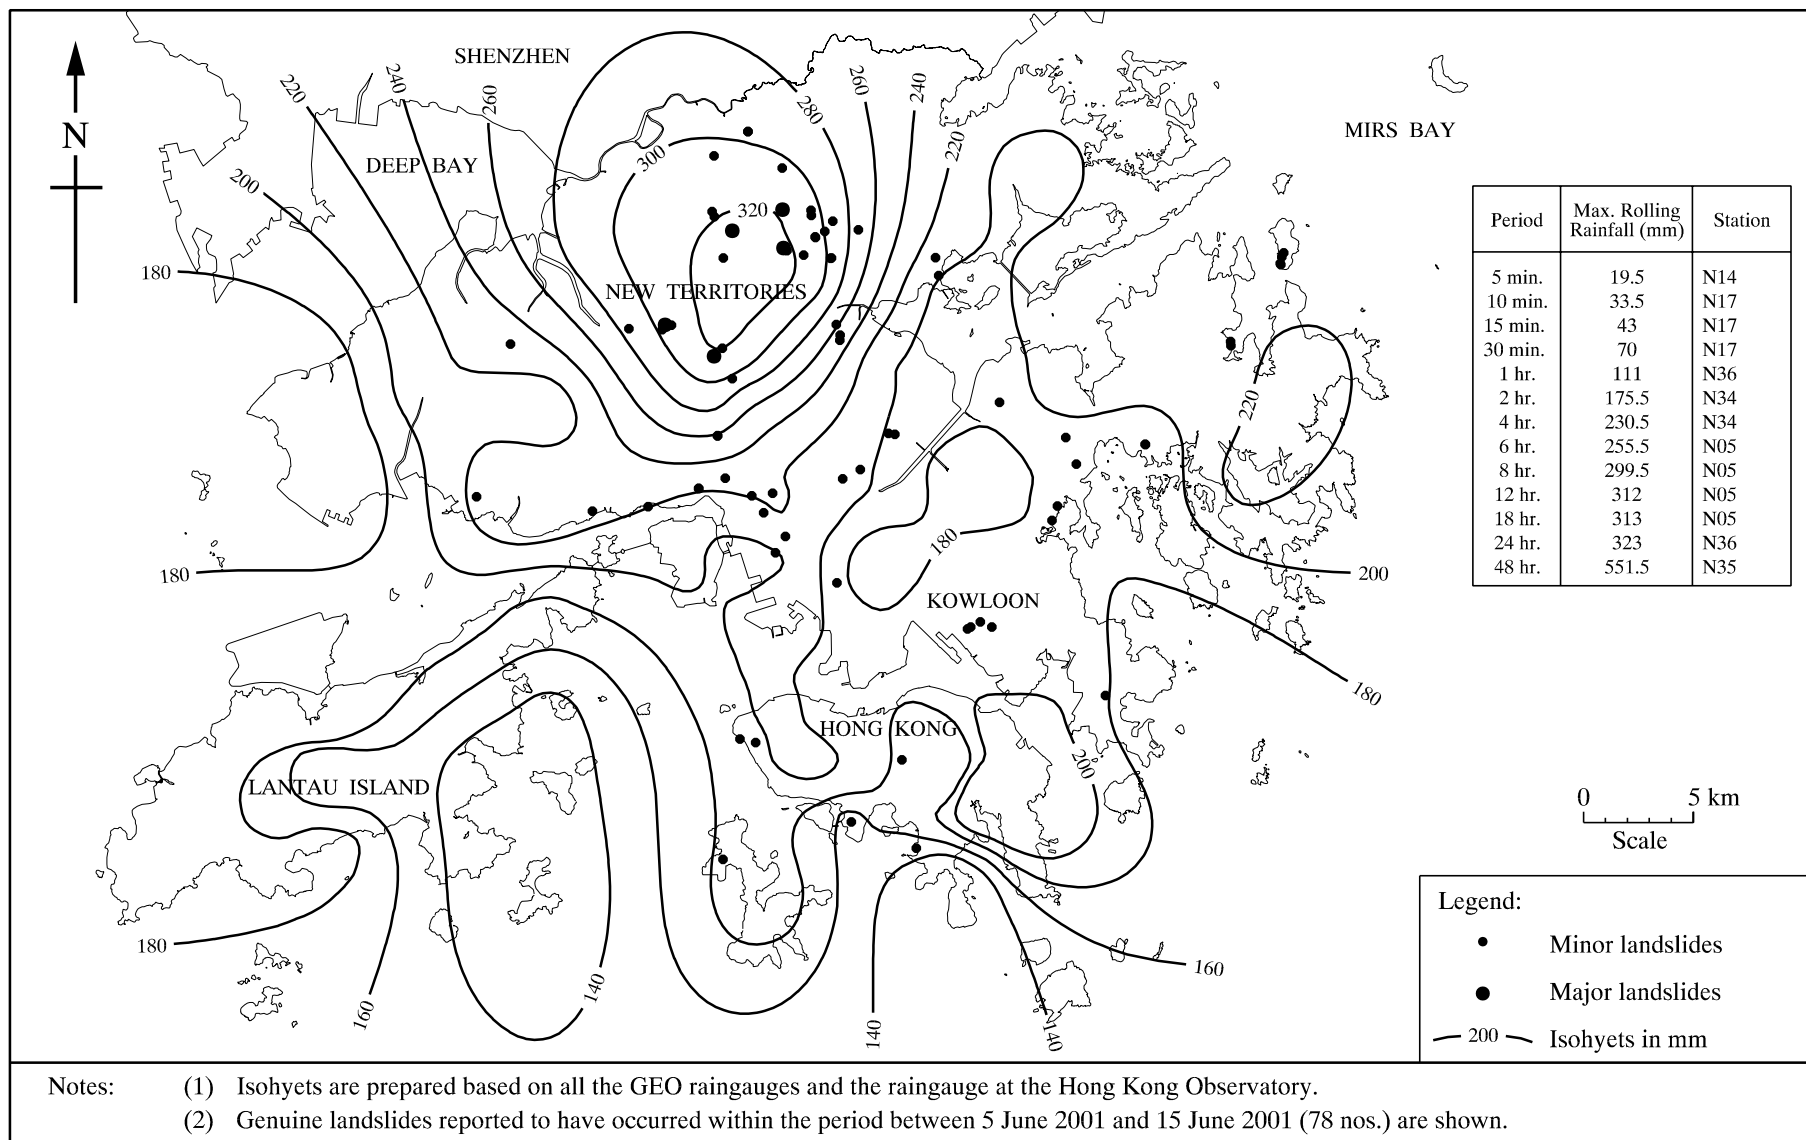 SHENZHEN
N
DEEP BAY
MIRS BAY
NEW TERRITORIES
KOWLOON
HONG KONG
LANTAU ISLAND
220
240
260
280
260
240
220
200
300
320
180
180
220
180
200
180
200
180
160
140
140
140
160
Period Max. Rolling Rainfall (mm) Station
5 min. 19.5 N14
10 min. 33.5 N17
15 min. 43 N17
30 min. 70 N17
1 hr. 111 N36
2 hr. 175.5 N34
4 hr. 230.5 N34
6 hr. 255.5 N05
8 hr. 299.5 N05
12 hr. 312 N05
18 hr. 313 N05
24 hr. 323 N36
48 hr. 551.5 N35
0 5 km
Scale
Legend:
Minor landslides
Major landslides
200 Isohyets in mm
Notes: (1) Isohyets are prepared based on all the GEO raingauges and the raingauge at the Hong Kong Observatory.
(2) Genuine landslides reported to have occurred within the period between 5 June 2001 and 15 June 2001 (78 nos.) are shown.